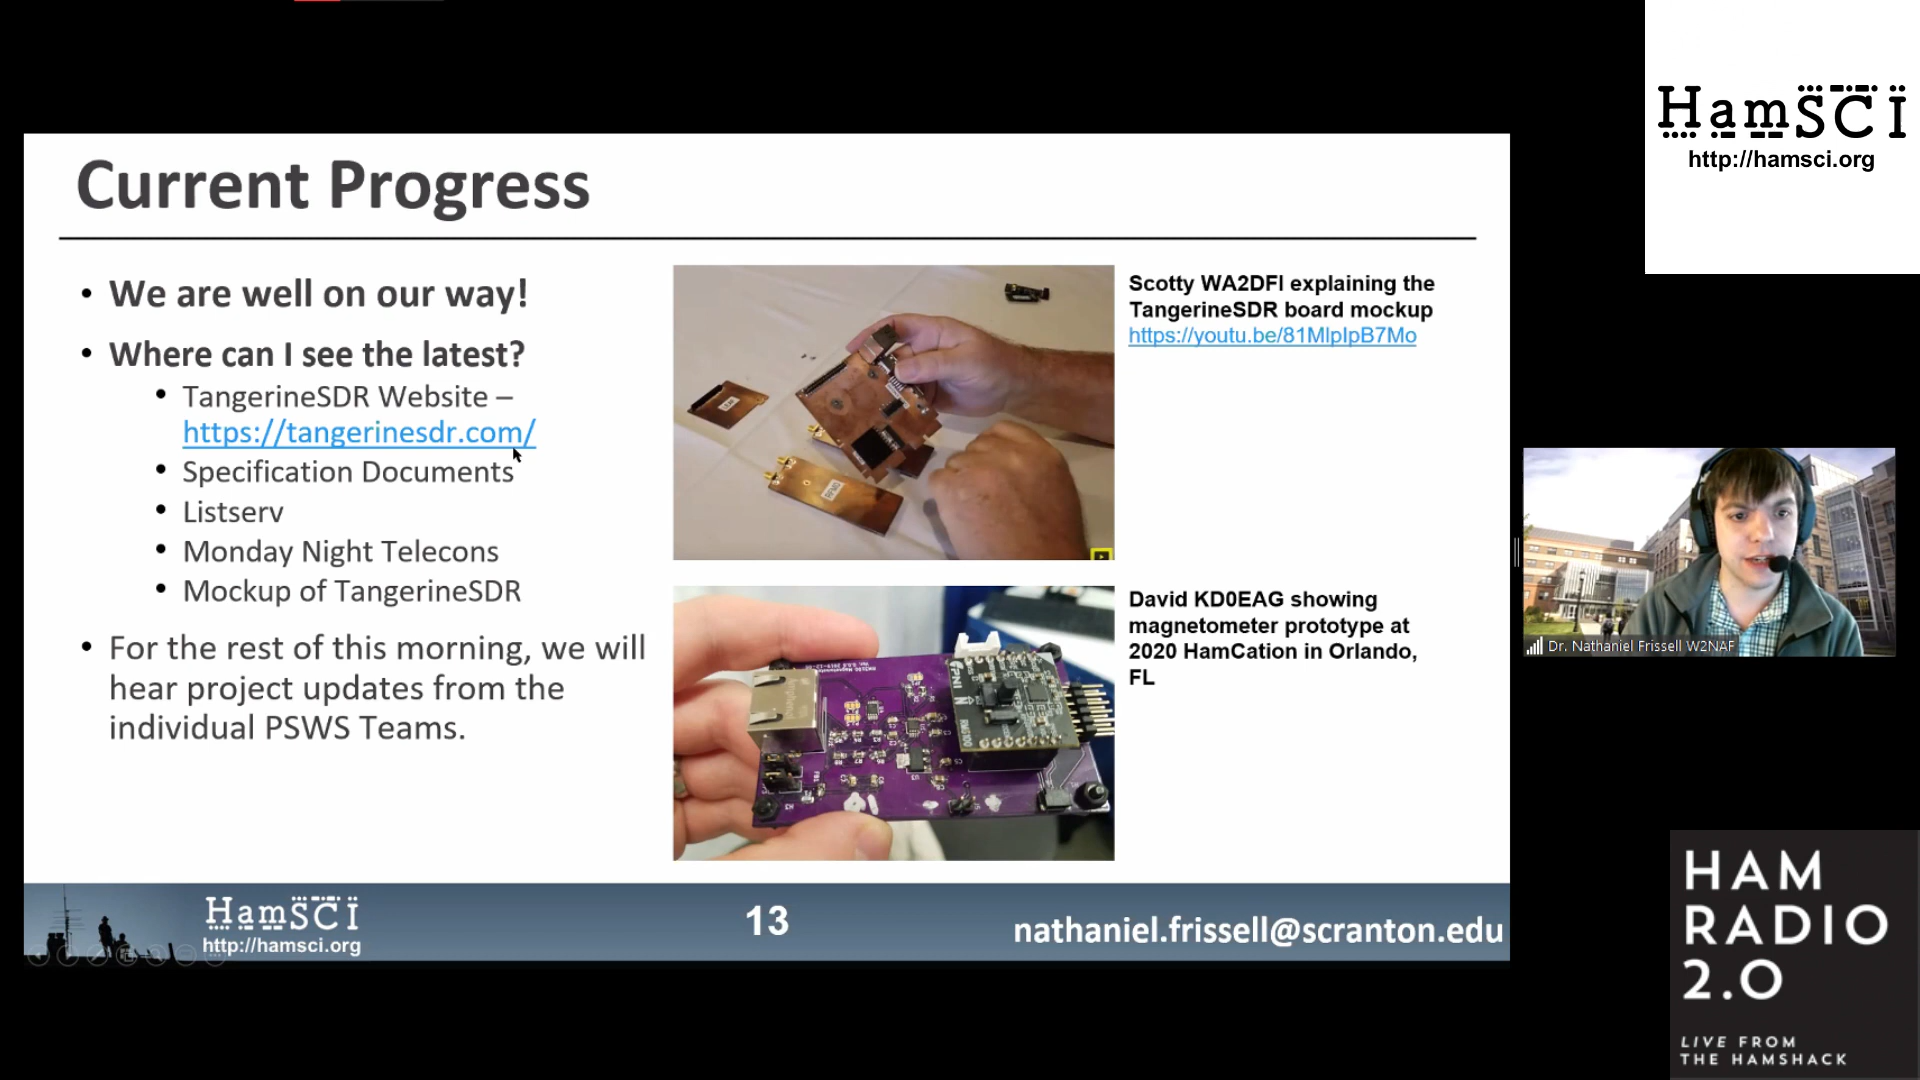 HamSCI
http://hamsci.org
Current Progress
• We are well on our way!
• Where can I see the latest?
• TangerineSDR Website –
https://tangerinesdr.com/
• Specification Documents
• Listserv
• Monday Night Telecons
• Mockup of TangerineSDR
• For the rest of this morning, we will
hear project updates from the
individual PSWS Teams.
Scotty WA2DFI explaining the
TangerineSDR board mockup
https://youtu.be/81MlpIpB7Mo
David KD0EAG showing
magnetometer prototype at
2020 HamCation in Orlando,
FL
PNI
N
RM3100
Dr. Nathaniel Frissell W2NAF
HamSCI
http://hamsci.org
13
nathaniel.frissell@scranton.edu
HAM
RADIO
2.0
LIVE FROM
THE HAMSHACK